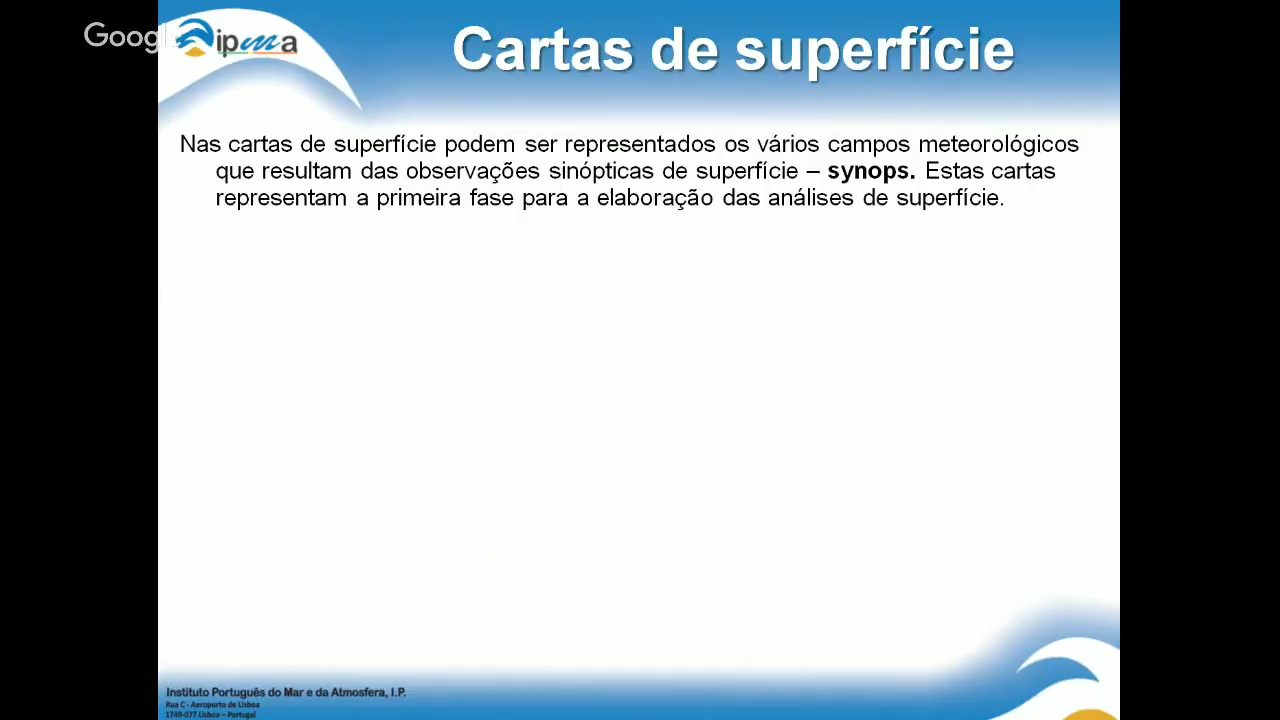 Google
ipma
Cartas de superfície
Nas cartas de superfície podem ser representados os vários campos meteorológicos
que resultam das observações sinópticas de superfície – synops. Estas cartas
representam a primeira fase para a elaboração das análises de superfície.
Instituto Português do Mar e da Atmosfera, I.P.
Rua C - Aeroporto de Lisboa
1749-077 Lisboa – Portugal